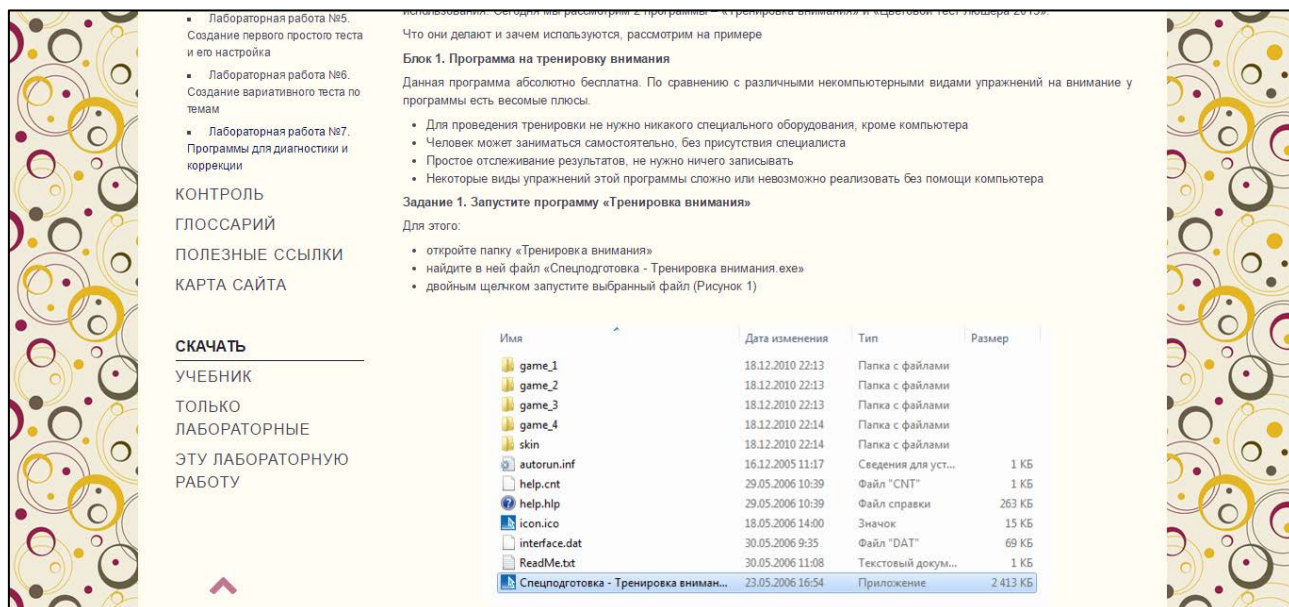 Лабораторная работа №5.
Создание первого простого теста
и его настройка
Лабораторная работа №6.
Создание вариативного теста по
темам
Лабораторная работа №7.
Программы для диагностики и
коррекции
КОНТРОЛЬ
ГЛОССАРИЙ
ПОЛЕЗНЫЕ ССЫЛКИ
КАРТА САЙТА
СКАЧАТЬ
УЧЕБНИК
ТОЛЬКО
ЛАБОРАТОРНЫЕ
ЭТУ ЛАБОРАТОРНУЮ
РАБОТУ
использования. Сегодня мы рассмотрим 2 программы – «Тренировка внимания» и «Цветовой тест Люшера 2015».
Что они делают и зачем используются, рассмотрим на примере
Блок 1. Программа на тренировку внимания
Данная программа абсолютно бесплатна. По сравнению с различными некомпьютерными видами упражнений на внимание у
программы есть весомые плюсы.
• Для проведения тренировки не нужно никакого специального оборудования, кроме компьютера
• Человек может заниматься самостоятельно, без присутствия специалиста
• Простое отслеживание результатов, не нужно ничего записывать
• Некоторые виды упражнений этой программы сложно или невозможно реализовать без помощи компьютера
Задание 1. Запустите программу «Тренировка внимания»
Для этого:
• откройте папку «Тренировка внимания»
• найдите в ней файл «Спецподготовка - Тренировка внимания.exe»
• двойным щелчком запустите выбранный файл (Рисунок 1)
Имя Дата изменения Тип Размер
game_1 18.12.2010 22:13 Папка с файлами
game_2 18.12.2010 22:13 Папка с файлами
game_3 18.12.2010 22:13 Папка с файлами
game_4 18.12.2010 22:14 Папка с файлами
skin 18.12.2010 22:14 Папка с файлами
autorun.inf 16.12.2005 11:17 Сведения для уст... 1 КБ
help.cnt 29.05.2006 10:39 Файл "CNT" 1 КБ
help.hlp 29.05.2006 10:39 Файл справки 263 КБ
icon.ico 18.05.2006 14:00 Значок 15 КБ
interface.dat 30.05.2006 9:35 Файл "DAT" 69 КБ
ReadMe.txt 30.05.2006 11:08 Текстовый докум... 1 КБ
Спецподготовка - Тренировка вниман... 23.05.2006 16:54 Приложение 2 413 КБ